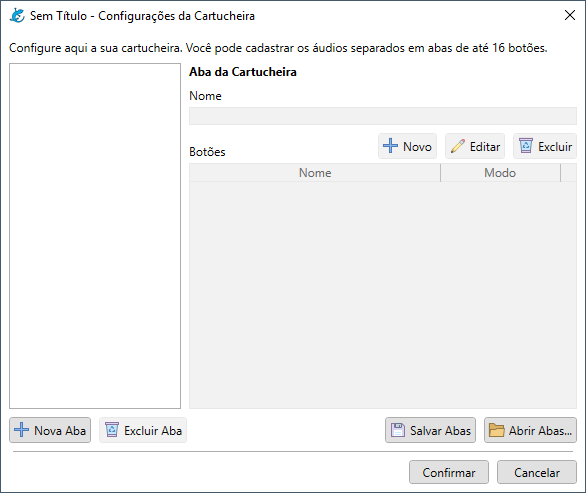 Sem Título - Configurações da Cartucheira
Configure aqui a sua cartucheira. Você pode cadastrar os áudios separados em abas de até 16 botões.
Aba da Cartucheira
Nome
Botões
Novo
Editar
Excluir
Nome
Modo
Nova Aba
Excluir Aba
Salvar Abas
Abrir Abas...
Confirmar
Cancelar